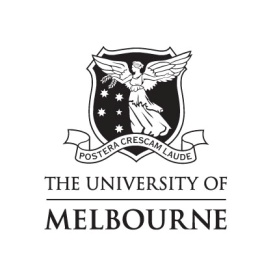 POSTERA CRESCAM LAUDE
THE UNIVERSITY OF
MELBOURNE